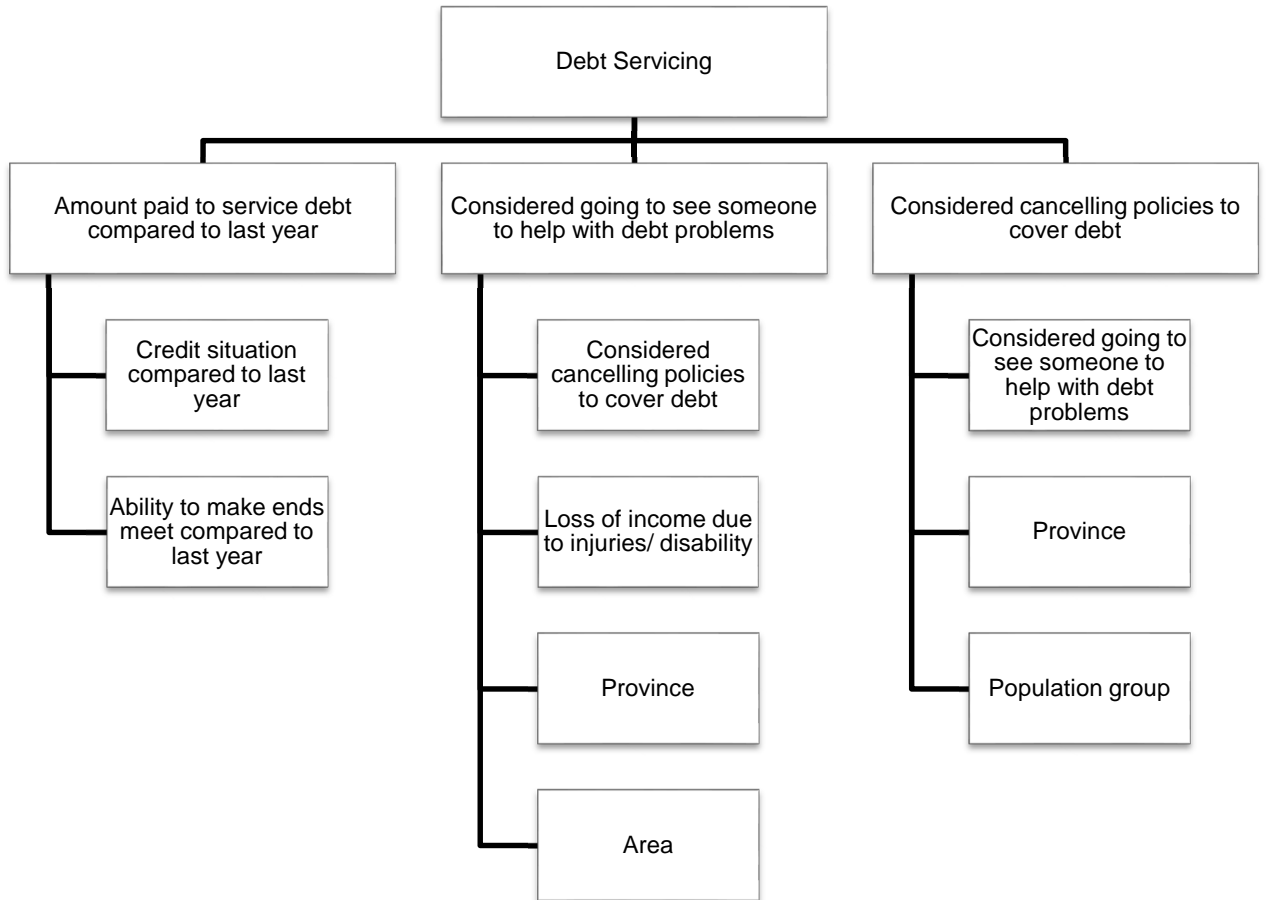 Debt Servicing
Amount paid to service debt
compared to last year
Considered going to see someone
to help with debt problems
Considered cancelling policies to
cover debt
Credit situation
compared to last
year
Ability to make ends
meet compared to
last year
Considered
cancelling policies
to cover debt
Loss of income due
to injuries/ disability
Province
Area
Considered going to
see someone to
help with debt
problems
Province
Population group